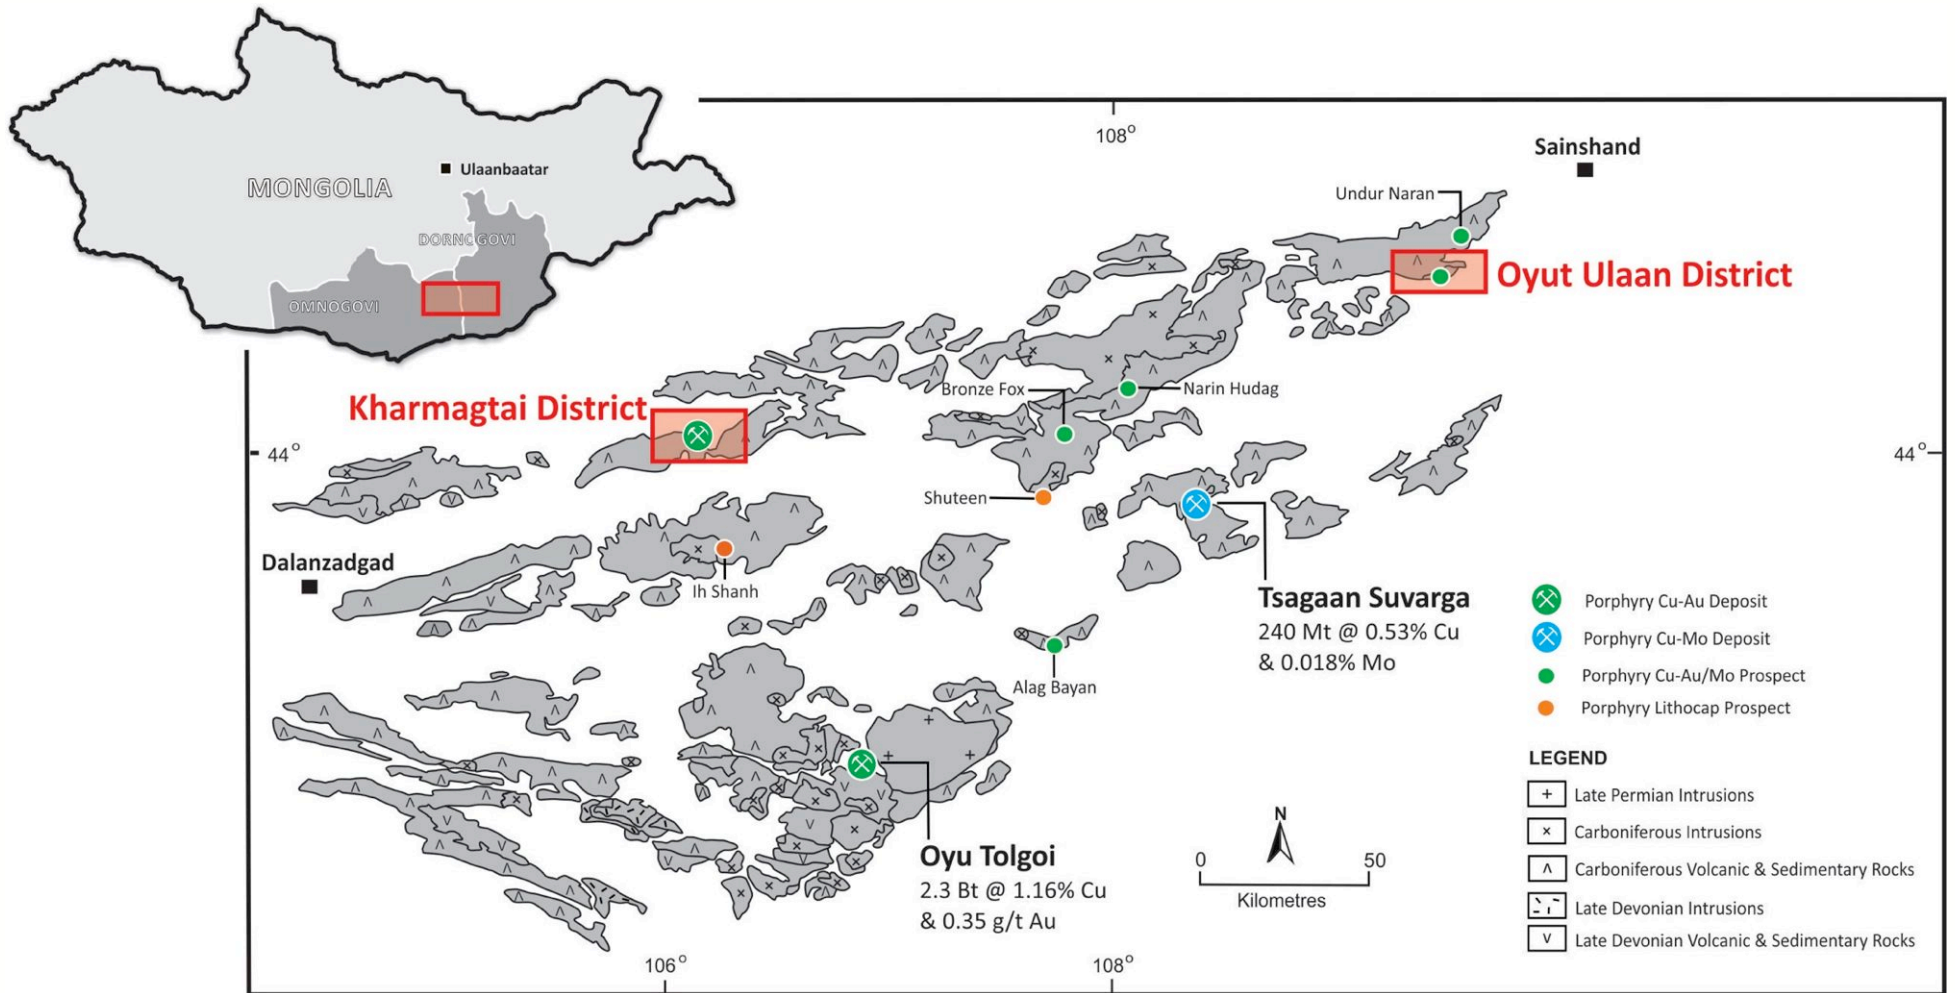 MONGOLIA
Ulaanbaatar
DORNOGOVI
OMNOGOVI
108°
Sainshand
Undur Naran
Oyut Ulaan District
Kharmagtai District
Bronze Fox
Narin Hudag
44°
44°
Shuteen
Dalanzadgad
Ih Shanh
Tsagaan Suvarga
240 Mt @ 0.53% Cu
& 0.018% Mo
Alag Bayan
Porphyry Cu-Au Deposit
Porphyry Cu-Mo Deposit
Porphyry Cu-Au/Mo Prospect
Porphyry Lithocap Prospect
LEGEND
+ Late Permian Intrusions
× Carboniferous Intrusions
Λ Carboniferous Volcanic & Sedimentary Rocks
Late Devonian Intrusions
V Late Devonian Volcanic & Sedimentary Rocks
Oyu Tolgoi
2.3 Bt @ 1.16% Cu
& 0.35 g/t Au
N
0 50
Kilometres
106°
108°